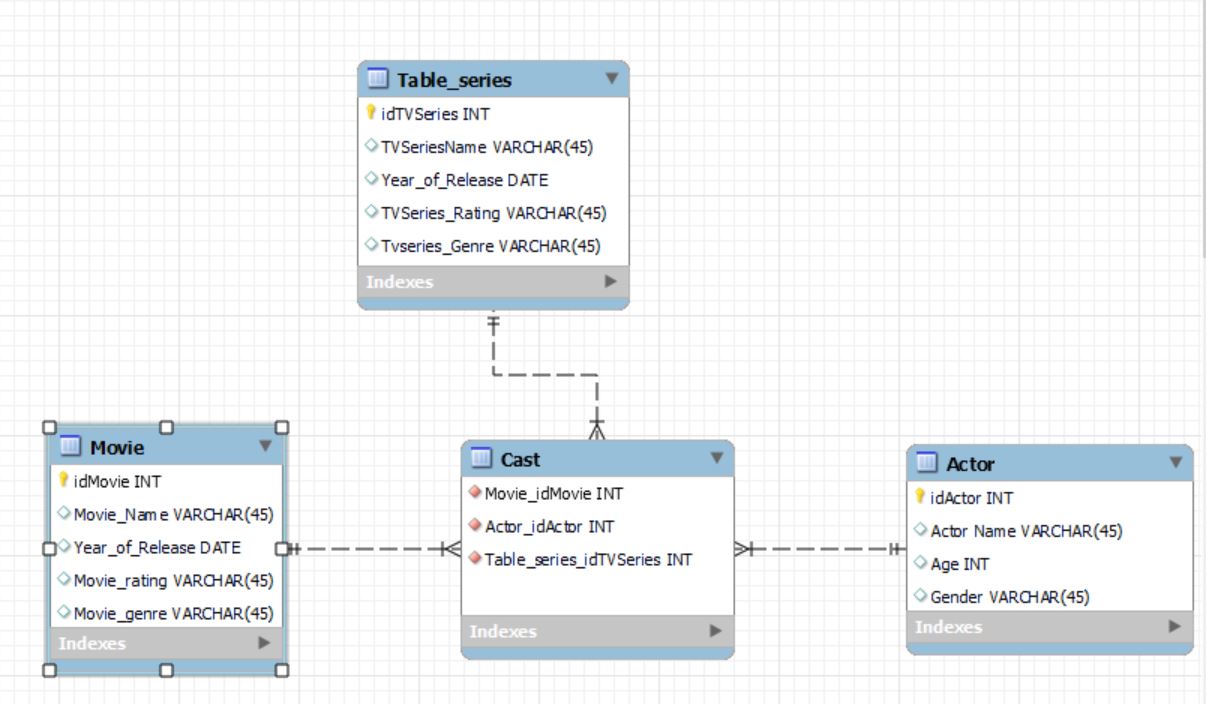 Table_series
idTVSeries INT
TVSeriesName VARCHAR(45)
Year_of_Release DATE
TVSeries_Rating VARCHAR(45)
Tvseries_Genre VARCHAR(45)
Indexes
Movie
idMovie INT
Movie_Name VARCHAR(45)
Year_of_Release DATE
Movie_rating VARCHAR(45)
Movie_genre VARCHAR(45)
Indexes
Cast
Movie_idMovie INT
Actor_idActor INT
Table_series_idTVSeries INT
Indexes
Actor
idActor INT
Actor Name VARCHAR(45)
Age INT
Gender VARCHAR(45)
Indexes